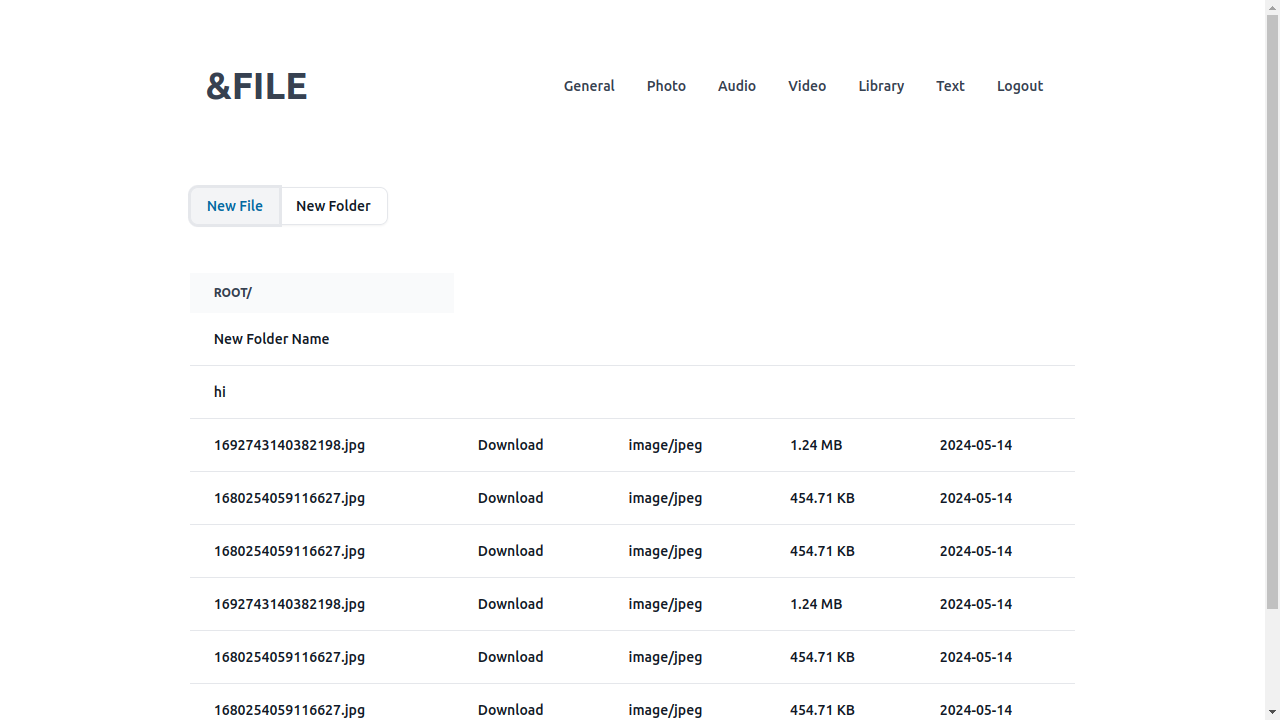 &FILE
General Photo Audio Video Library Text Logout
New File New Folder
ROOT/
New Folder Name
hi
1692743140382198.jpg Download image/jpeg 1.24 MB 2024-05-14
1680254059116627.jpg Download image/jpeg 454.71 KB 2024-05-14
1680254059116627.jpg Download image/jpeg 454.71 KB 2024-05-14
1692743140382198.jpg Download image/jpeg 1.24 MB 2024-05-14
1680254059116627.jpg Download image/jpeg 454.71 KB 2024-05-14
1680254059116627.jpg Download image/jpeg 454.71 KB 2024-05-14